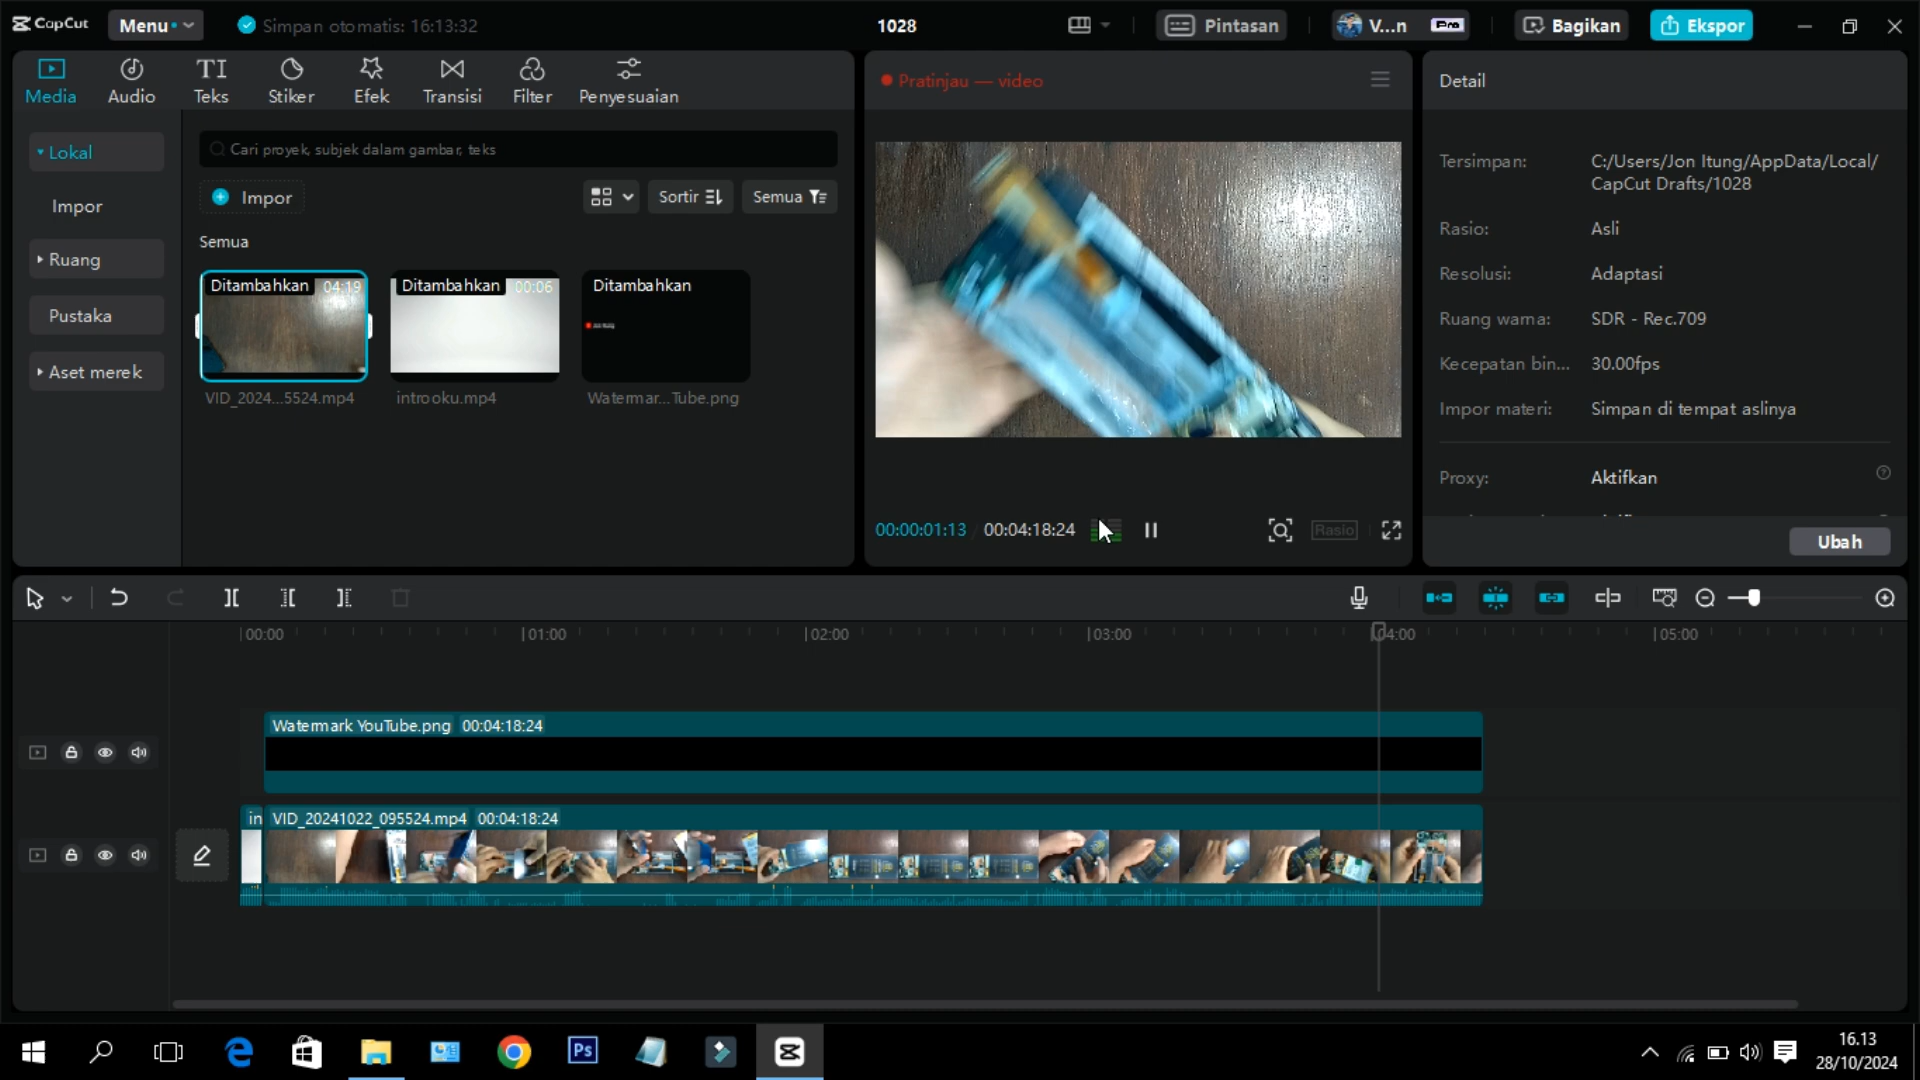 CapCut
Menu
Simpan otomatis: 16:13:32
1028
Pintasan
V...n
Pro
Bagikan
Ekspor
Media
Audio
TI
Teks
Stiker
Efek
Transisi
Filter
Penyesuaian
Lokal
Impor
Ruang
Pustaka
Aset merek
Cari proyek, subjek dalam gambar, teks
Impor
Sortir
Semua
Semua
Ditambahkan 04:19
Ditambahkan 00:06
Ditambahkan
VID_2024...5524.mp4
introoku.mp4
Watermar...Tube.png
Pratinjau — video
00:00:01:13 / 00:04:18:24
Rasio
Detail
Tersimpan: C:/Users/Jon Itung/AppData/Local/
CapCut Drafts/1028
Rasio: Asli
Resolusi: Adaptasi
Ruang warna: SDR - Rec.709
Kecepatan bin... 30.00fps
Impor materi: Simpan di tempat aslinya
Proxy: Aktifkan
Ubah
00:00 01:00 02:00 03:00 04:00 05:00
Watermark YouTube.png 00:04:18:24
in VID_20241022_095524.mp4 00:04:18:24
Ps
16.13
28/10/2024